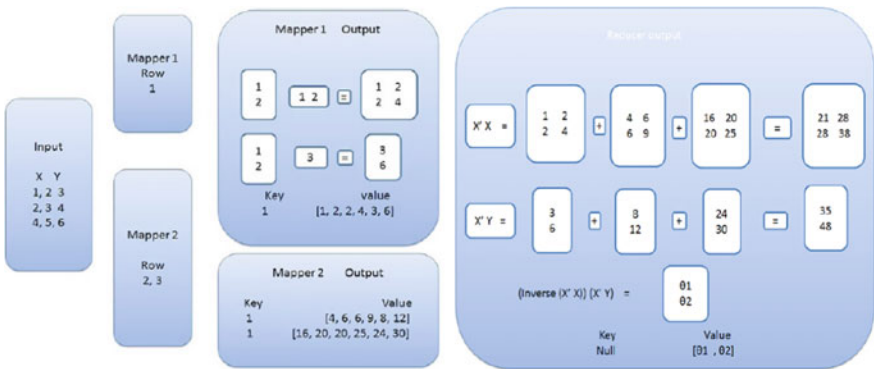 Input
X Y
1, 2 3
2, 3 4
4, 5, 6
Mapper 1
Row
1
Mapper 2
Row
2, 3
Mapper 1 Output
1
2
1 2
=
1 2
2 4
1
2
3
=
3
6
Key value
1 [1, 2, 2, 4, 3, 6]
Mapper 2 Output
Key Value
1 [4, 6, 6, 9, 8, 12]
1 [16, 20, 20, 25, 24, 30]
Reducer output
X' X =
1 2
2 4
+
4 6
6 9
+
16 20
20 25
=
21 28
28 38
X' Y =
3
6
+
8
12
+
24
30
=
35
48
(Inverse (X' X)) (X' Y) =
θ1
θ2
Key Value
Null [θ1 , θ2]